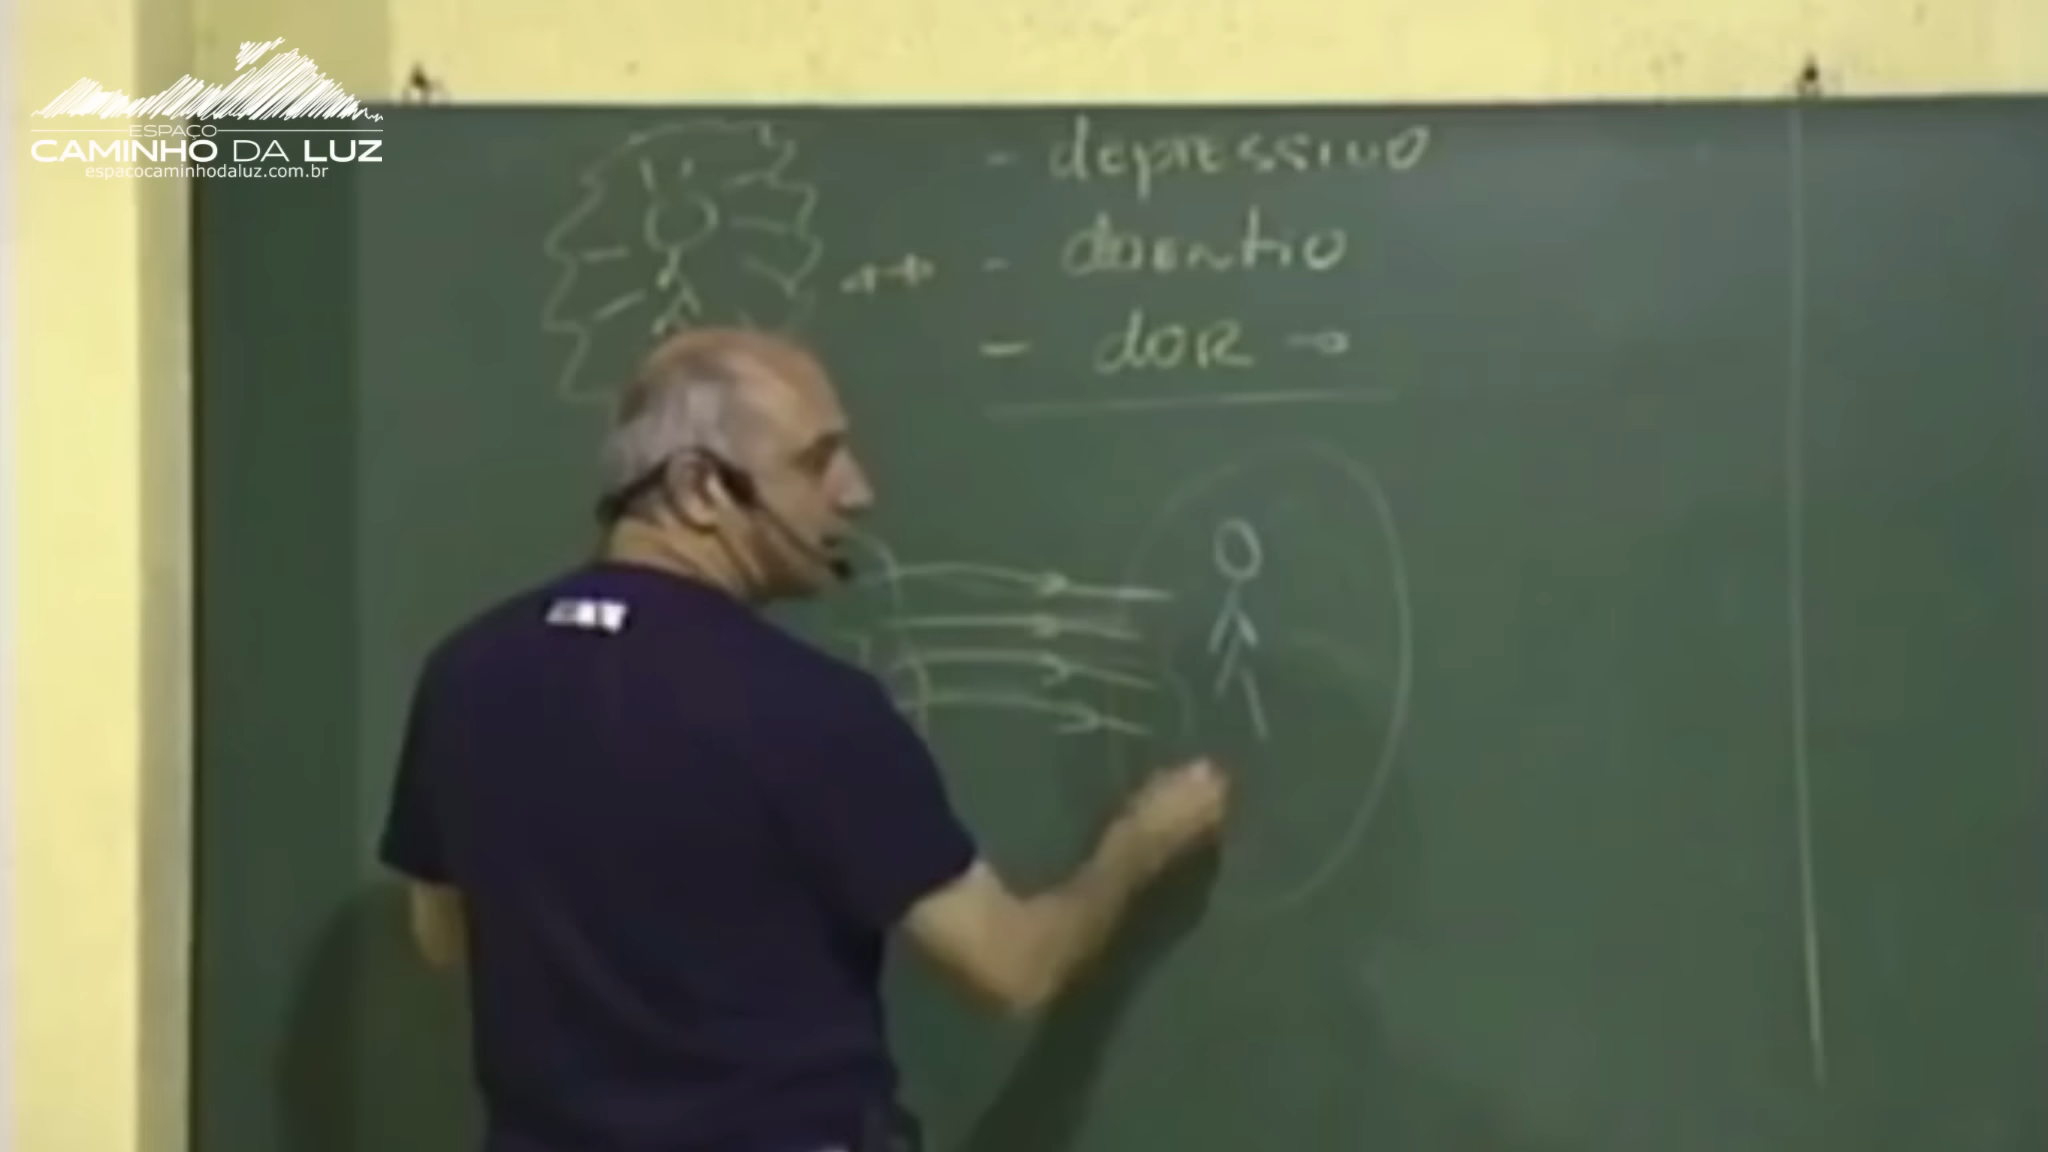 ESPAÇO
CAMINHO DA LUZ
espacocaminhodaluz.com.br
- depressivo
- doentio
- dOR